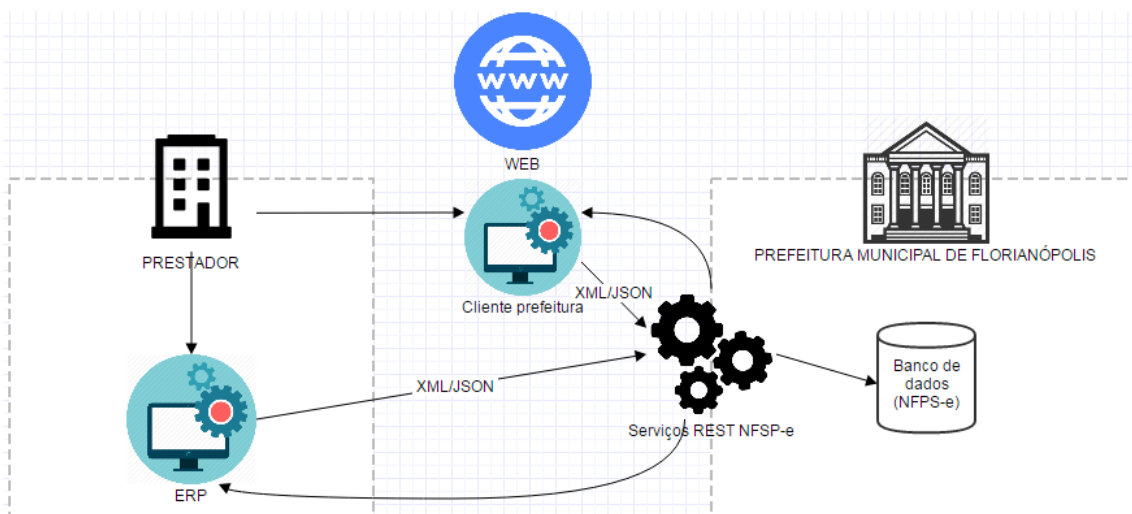 WWW
WEB
PRESTADOR
PREFEITURA MUNICIPAL DE FLORIANÓPOLIS
Cliente prefeitura
XML/JSON
XML/JSON
Banco de
dados
(NFPS-e)
Serviços REST NFSP-e
ERP